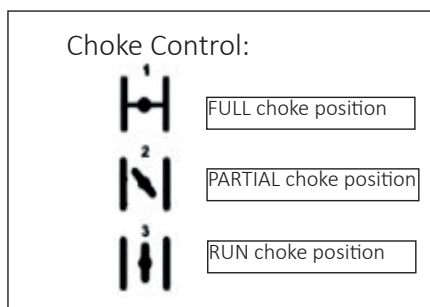 Choke Control:
1
FULL choke position
2
PARTIAL choke position
3
RUN choke position